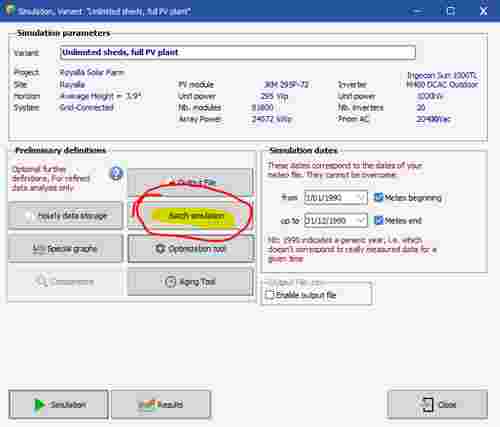 Simulation, Variant: "Unlimited sheds, full PV plant"
Simulation parameters
Variant: Unlimited sheds, full PV plant
Project Royalla Solar Farm
Site Royalla PV module JKM 295P-72 Inverter Ingecon Sun 1000TL M400 DCAC Outdoor
Horizon Average Height = 3.9° Unit power 295 Wp Unit power 1000kW
System Grid-Connected Nb. modules 81600 Nb. inverters 20
Array Power 24072 kWp Pnom AC 20400kWac
Preliminary definitions
Optional further definitions, For refined data analysis only
?
Output File
Hourly data storage
Batch simulation
Special graphs
Optimization tool
Aging Tool
Simulation dates
These dates correspond to the dates of your
meteo file. They cannot be overcome.
from 1/01/1990 Meteo beginning
up to 31/12/1990 Meteo end
NB: 1990 indicates a generic year, i.e. which
doesn't correspond to really measured data for a
given time
Output File
Enable output file
Simulation
Results
Close